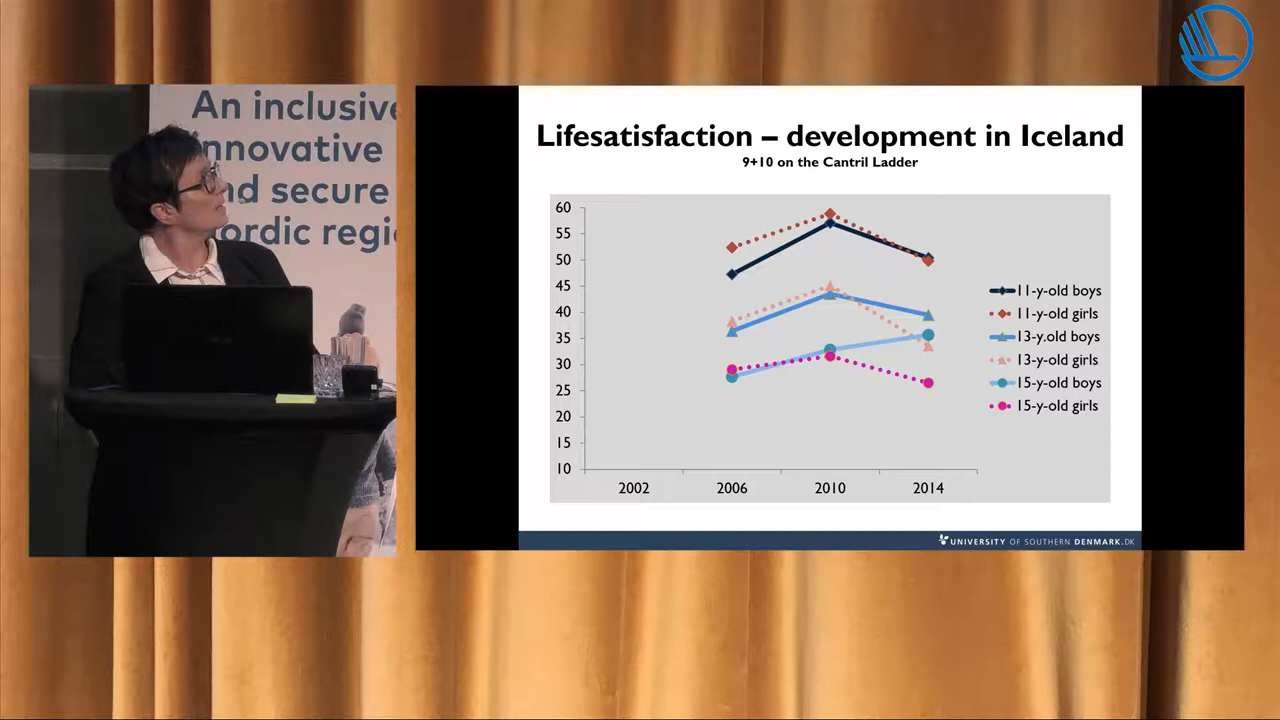 An inclusive
innovative
and secure
ordic regi
Lifesatisfaction – development in Iceland
9+10 on the Cantril Ladder
60
55
50
45
40
35
30
25
20
15
10
2002
2006
2010
2014
11-y-old boys
11-y-old girls
13-y.old boys
13-y-old girls
15-y-old boys
15-y-old girls
UNIVERSITY OF SOUTHERN DENMARK.DK